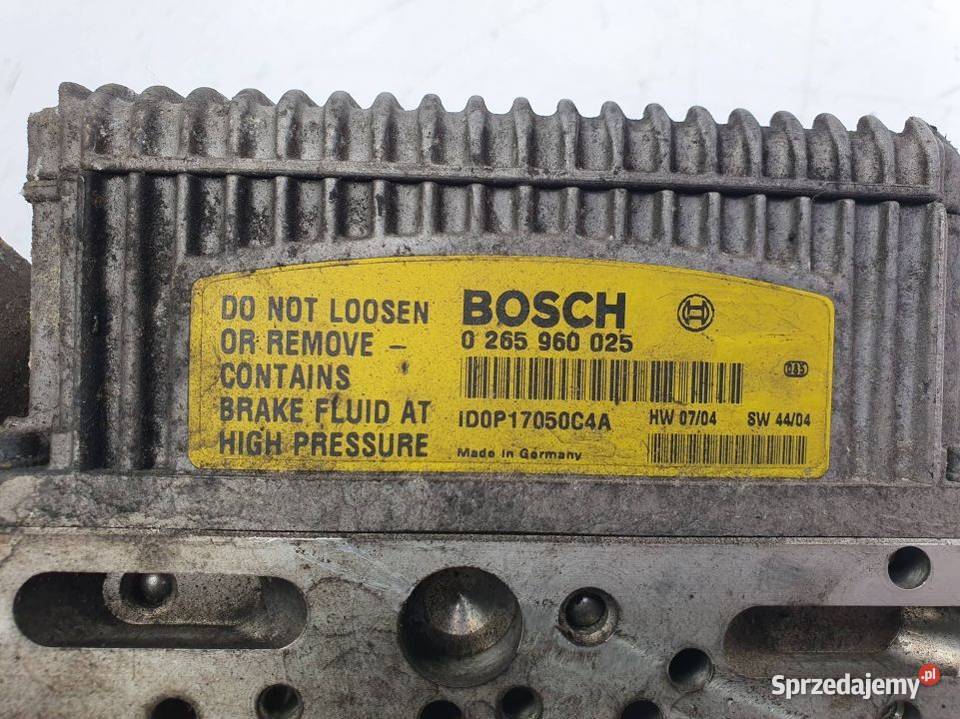 DO NOT LOOSEN
OR REMOVE –
CONTAINS
BRAKE FLUID AT
HIGH PRESSURE
BOSCH
0 265 960 025
ID0P17050C4A
HW 07/04 SW 44/04
Made in Germany
Sprzedajemy.pl